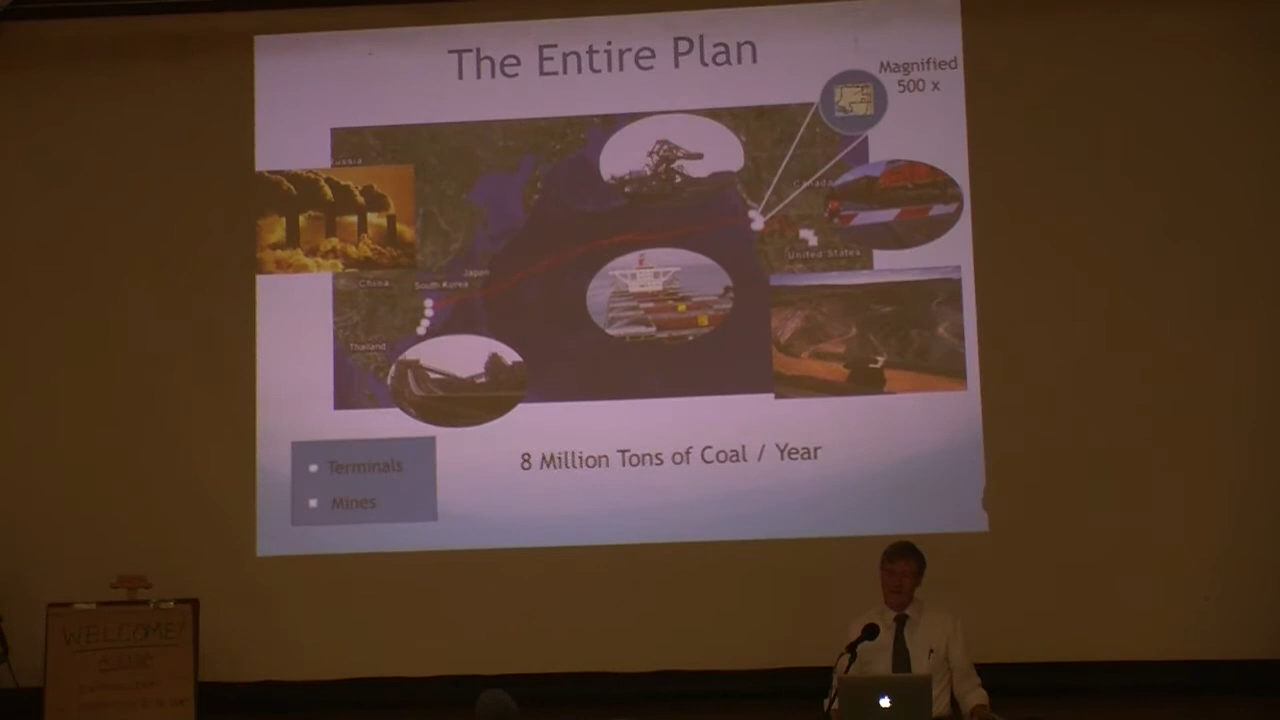 The Entire Plan
Magnified
500 x
Russia
Canada
United States
Japan
China
South Korea
Thailand
8 Million Tons of Coal / Year
Terminals
Mines
WELCOME!